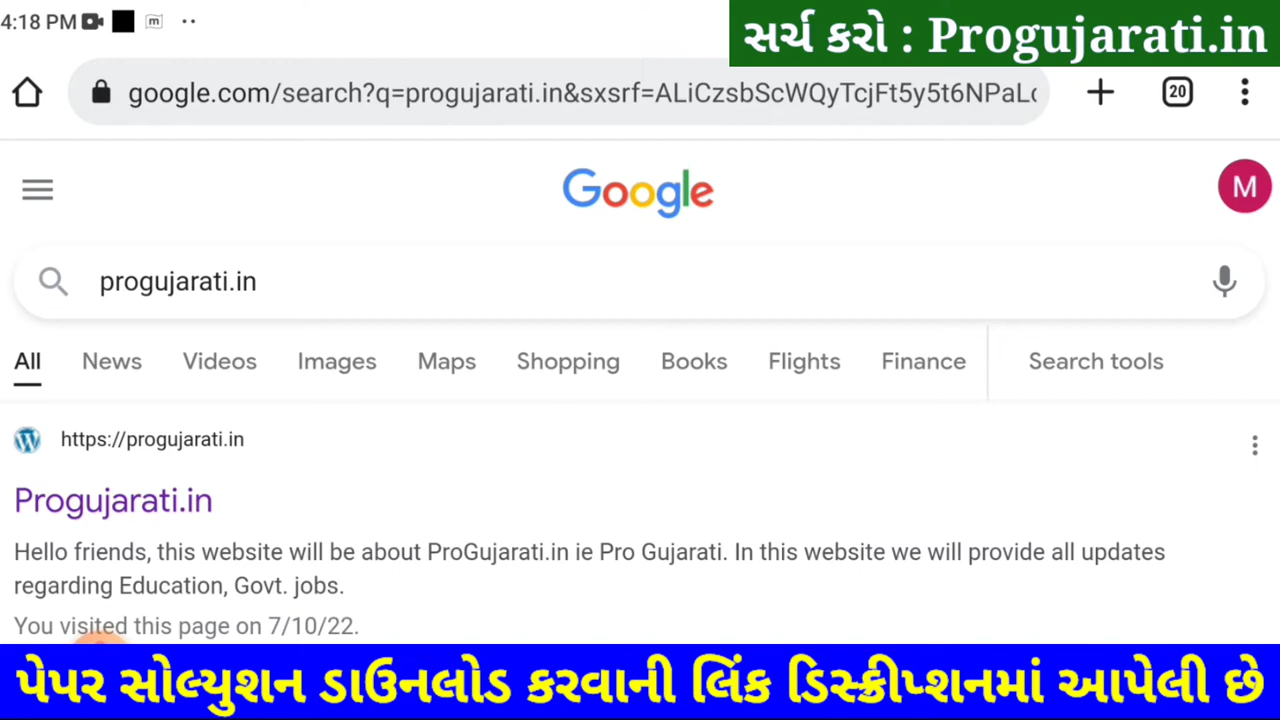 4:18 PM
સર્ચ કરો : Progujarati.in
google.com/search?q=progujarati.in&sxsrf=ALiCzsbScWQyTcjFt5y5t6NPaLc
20
Google
M
progujarati.in
All News Videos Images Maps Shopping Books Flights Finance Search tools
https://progujarati.in
Progujarati.in
Hello friends, this website will be about ProGujarati.in ie Pro Gujarati. In this website we will provide all updates
regarding Education, Govt. jobs.
You visited this page on 7/10/22.
પેપર સોલ્યુશન ડાઉનલોડ કરવાની લિંક ડિસ્ક્રીપ્શનમાં આપેલી છે